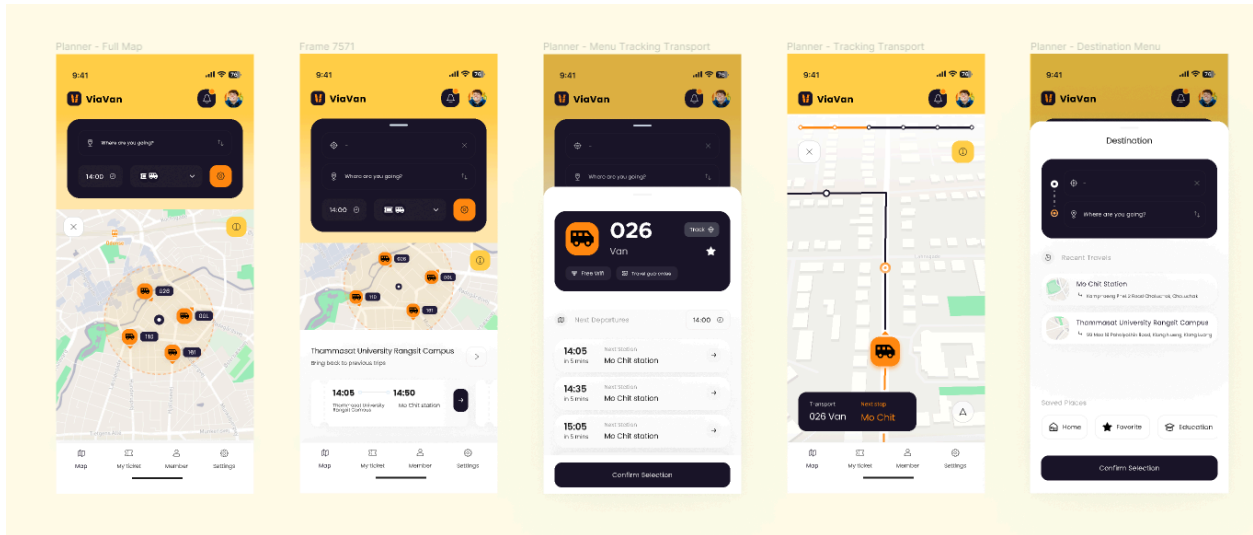 Planner - Full Map
9:41
76
ViaVan
Where are you going?
14:00
026
110
181
Map
My ticket
Member
Settings
Frame 7571
9:41
76
ViaVan
-
Where are you going?
14:00
110
181
Thammasat University Rangsit Campus
Bring back to previous trips
14:05
14:50
Thammasat University
Rangsit Campus
Mo Chit station
Map
My ticket
Member
Settings
Planner - Menu Tracking Transport
9:41
76
ViaVan
-
Where are you going?
026
Track
Van
Free Wifi
Travel guarantee
Next Departures
14:00
14:05
Next Station
in 5 mins
Mo Chit station
14:35
Next Station
in 5 mins
Mo Chit station
15:05
Next Station
in 5 mins
Mo Chit station
Confirm Selection
Planner - Tracking Transport
9:41
76
ViaVan
Transport
Next stop
026 Van
Mo Chit
Map
My ticket
Member
Settings
Planner - Destination Menu
9:41
76
ViaVan
Destination
-
Where are you going?
Recent Travels
Mo Chit Station
Thammasat University Rangsit Campus
Saved Places
Home
Favorite
Education
Confirm Selection